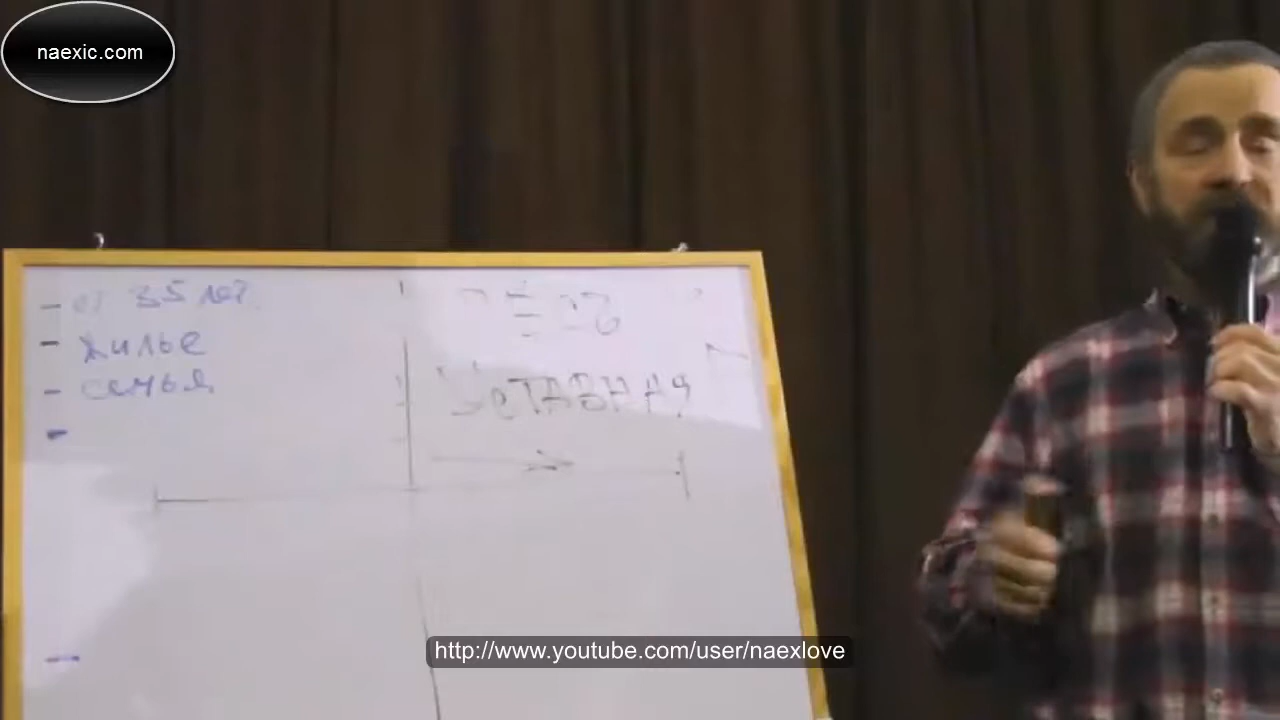 naexic.com
- от 35 лет
- жилье
- семья
-
-
УсТАВНАЯ
http://www.youtube.com/user/naexlove